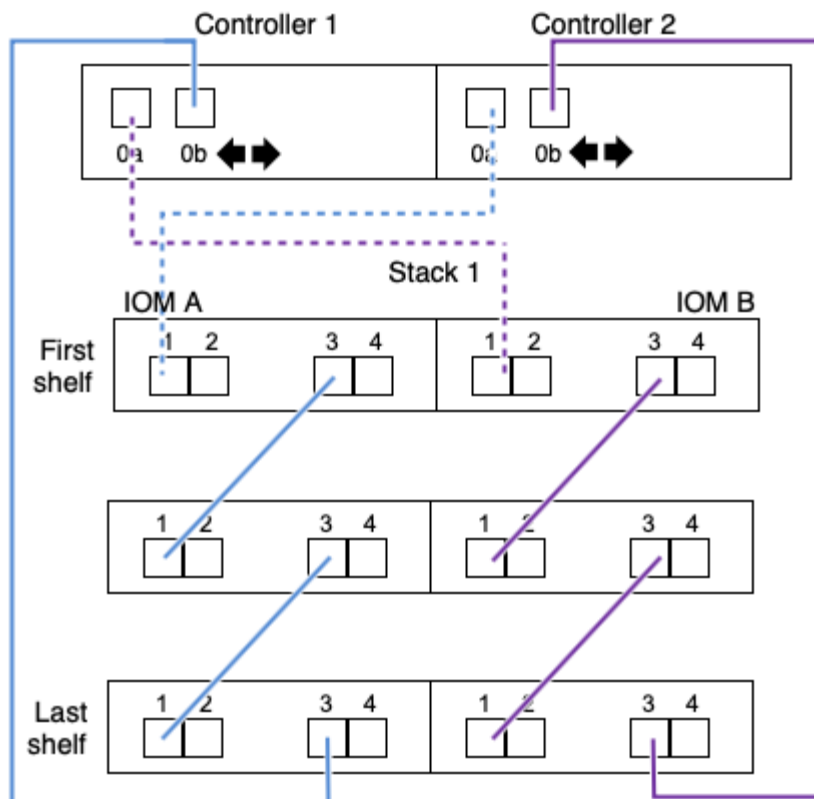 Controller 1 Controller 2
0a 0b 0a 0b
Stack 1
IOM A IOM B
First shelf
1 2 3 4 1 2 3 4
1 2 3 4 1 2 3 4
Last shelf
1 2 3 4 1 2 3 4